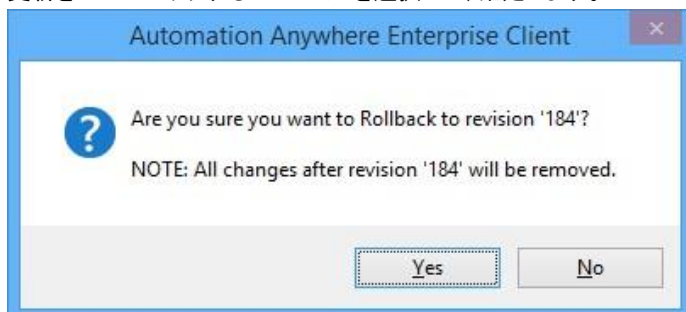 Automation Anywhere Enterprise Client
Are you sure you want to Rollback to revision '184'?
NOTE: All changes after revision '184' will be removed.
Yes
No